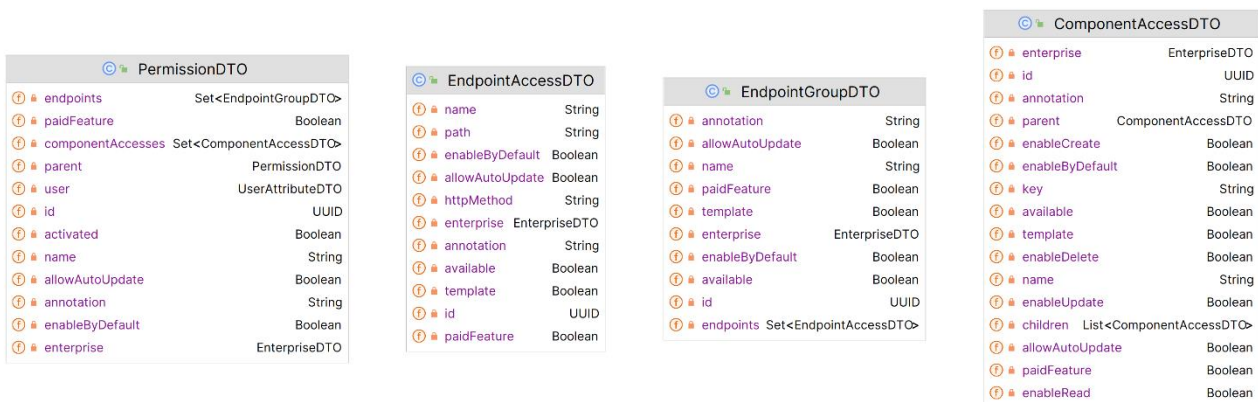 PermissionDTO
endpoints Set<EndpointGroupDTO>
paidFeature Boolean
componentAccesses Set<ComponentAccessDTO>
parent PermissionDTO
user UserAttributeDTO
id UUID
activated Boolean
name String
allowAutoUpdate Boolean
annotation String
enableByDefault Boolean
enterprise EnterpriseDTO
EndpointAccessDTO
name String
path String
enableByDefault Boolean
allowAutoUpdate Boolean
httpMethod String
enterprise EnterpriseDTO
annotation String
available Boolean
template Boolean
id UUID
paidFeature Boolean
EndpointGroupDTO
annotation String
allowAutoUpdate Boolean
name String
paidFeature Boolean
template Boolean
enterprise EnterpriseDTO
enableByDefault Boolean
available Boolean
id UUID
endpoints Set<EndpointAccessDTO>
ComponentAccessDTO
enterprise EnterpriseDTO
id UUID
annotation String
parent ComponentAccessDTO
enableCreate Boolean
enableByDefault Boolean
key String
available Boolean
template Boolean
enableDelete Boolean
name String
enableUpdate Boolean
children List<ComponentAccessDTO>
allowAutoUpdate Boolean
paidFeature Boolean
enableRead Boolean